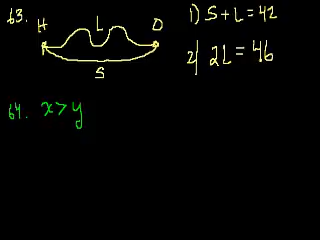 63.
H L D
S
1) S + L = 42
2) 2L = 46
64. x > y